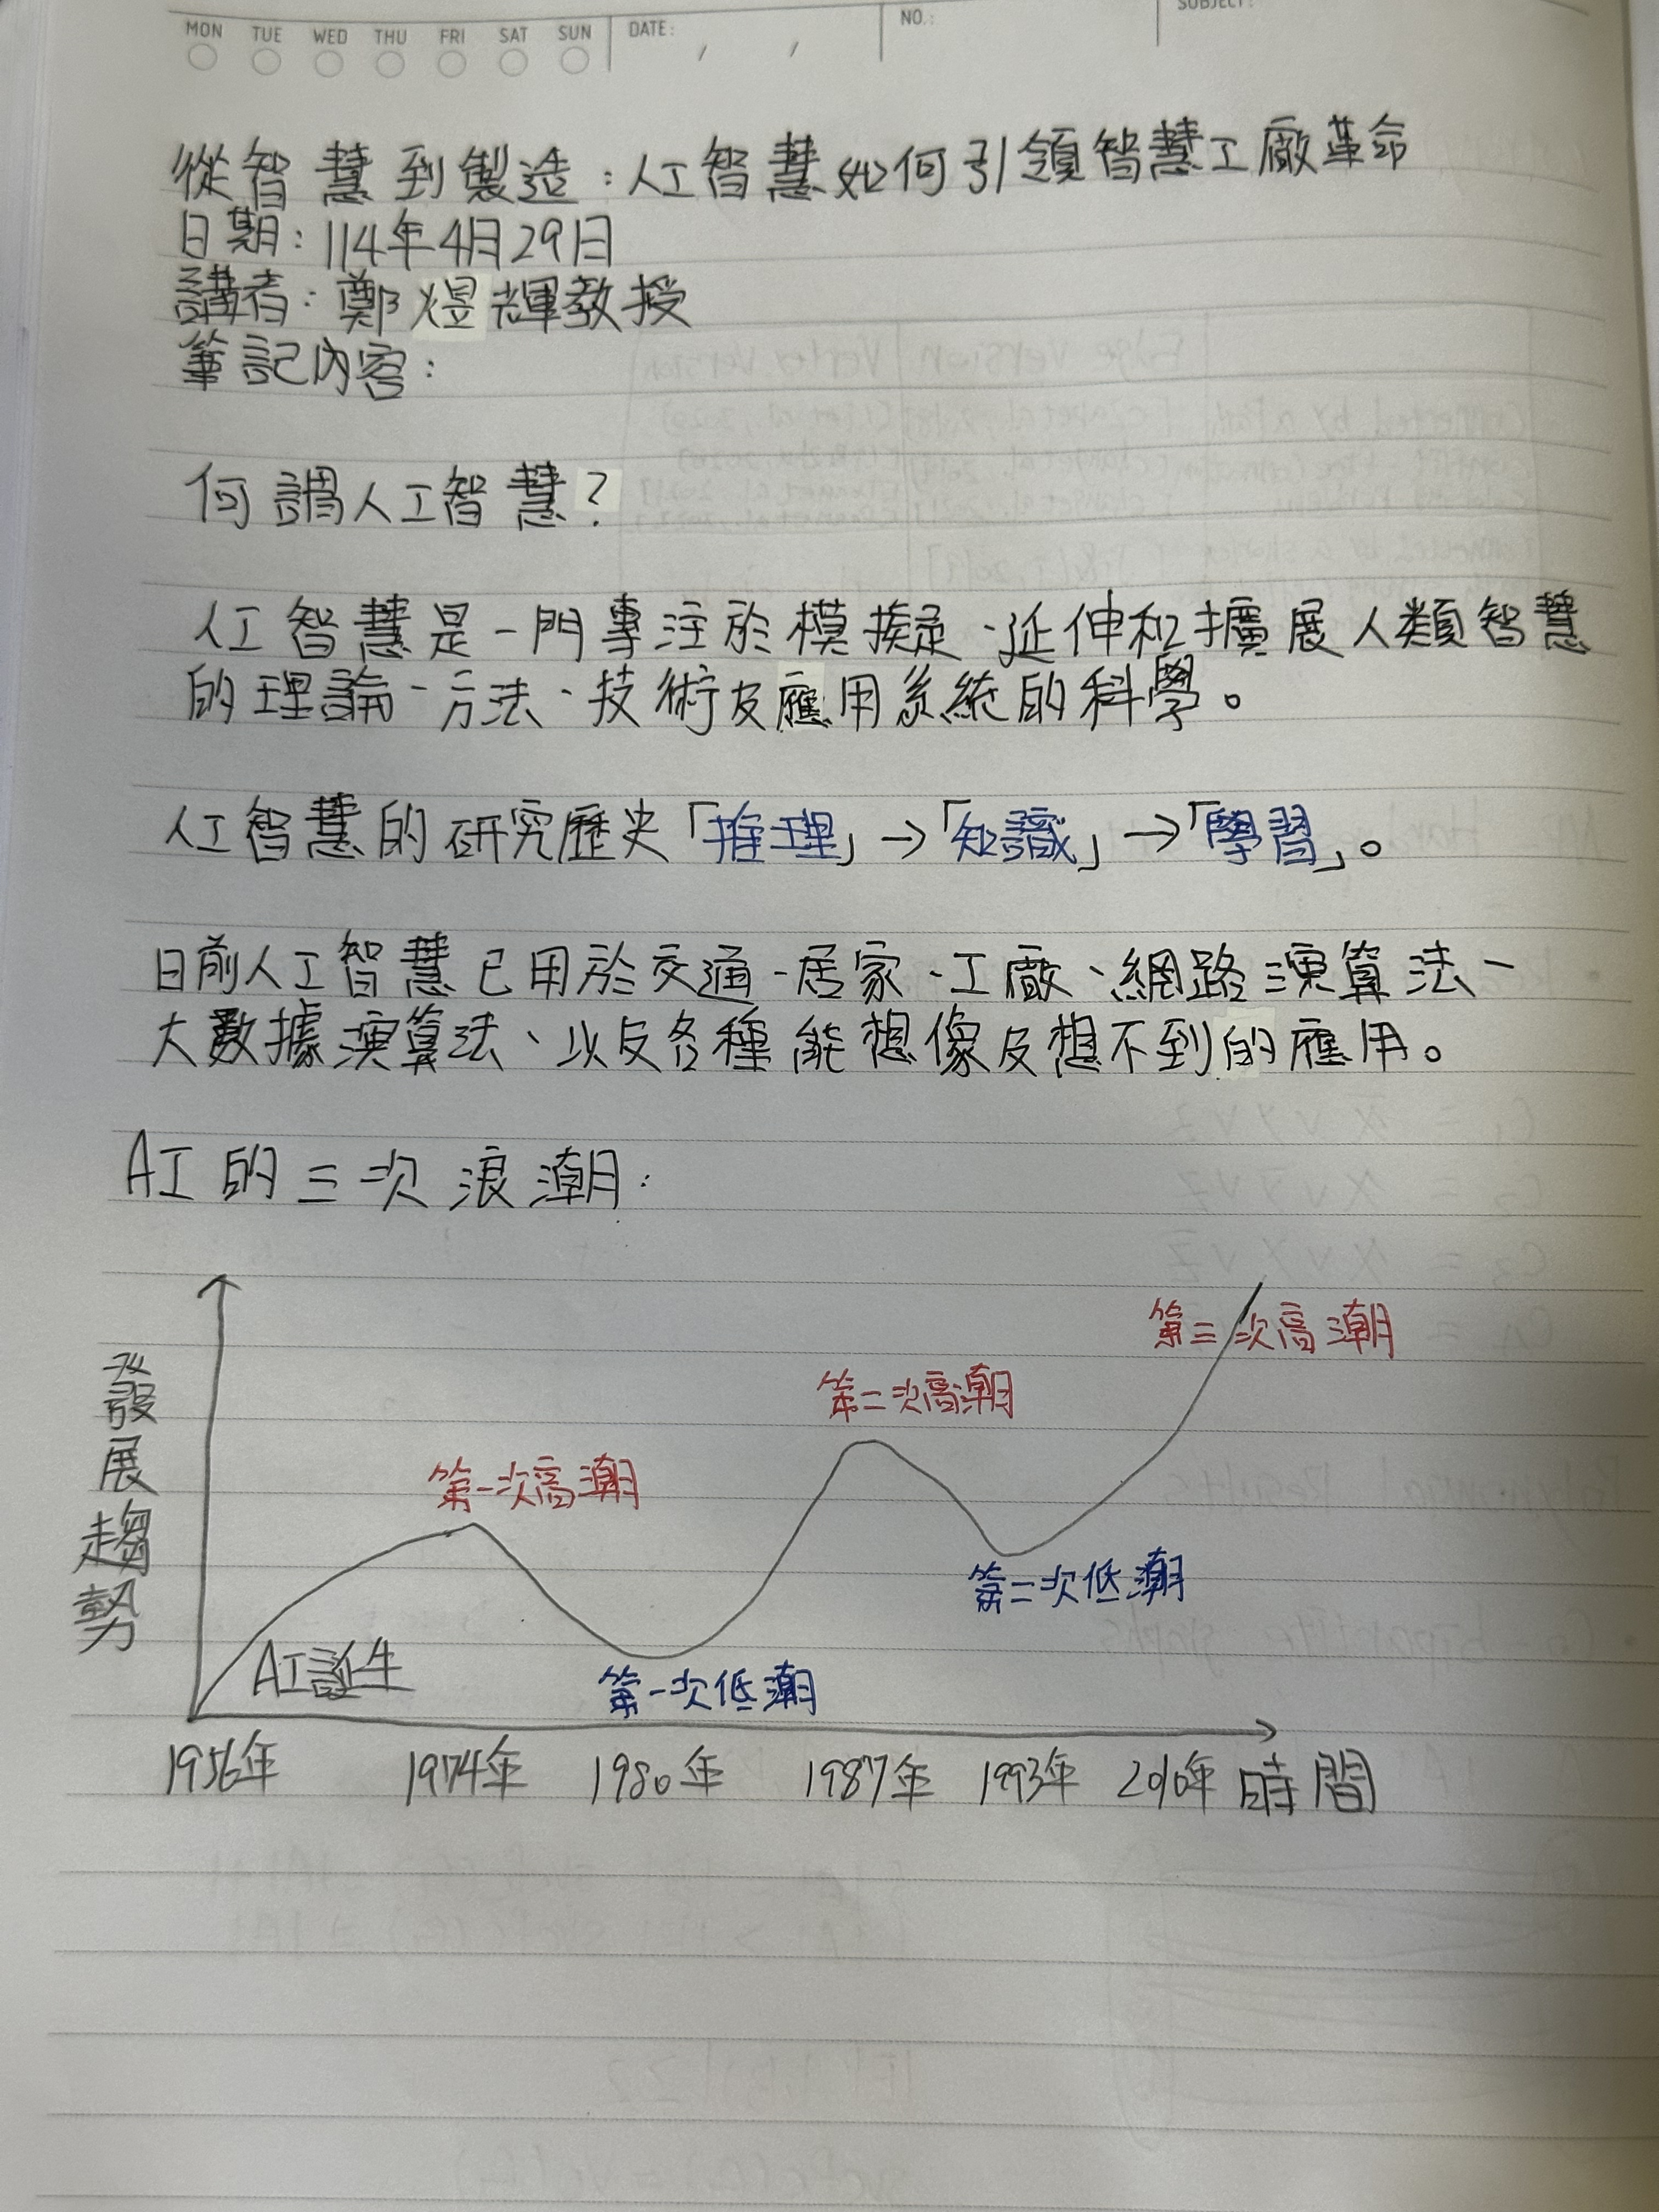 MON TUE WED THU FRI SAT SUN DATE: / / NO.: SUBJECT:
從智慧到製造:人工智慧如何引領智慧工廠革命
日期:114年4月29日
講者:鄭煜輝教授
筆記內容:
何謂人工智慧?
人工智慧是一門專注於模擬、延伸和擴展人類智慧
的理論、方法、技術及應用系統的科學。
人工智慧的研究歷史「推理」→「知識」→「學習」。
目前人工智慧已用於交通、居家、工廠、網路演算法、
大數據演算法、以及各種能想像及想不到的應用。
AI的三次浪潮:
第三次高潮
第二次高潮
第一次高潮
發展趨勢
第二次低潮
AI誕生
第一次低潮
1956年 1974年 1980年 1987年 1993年 2010年 時間